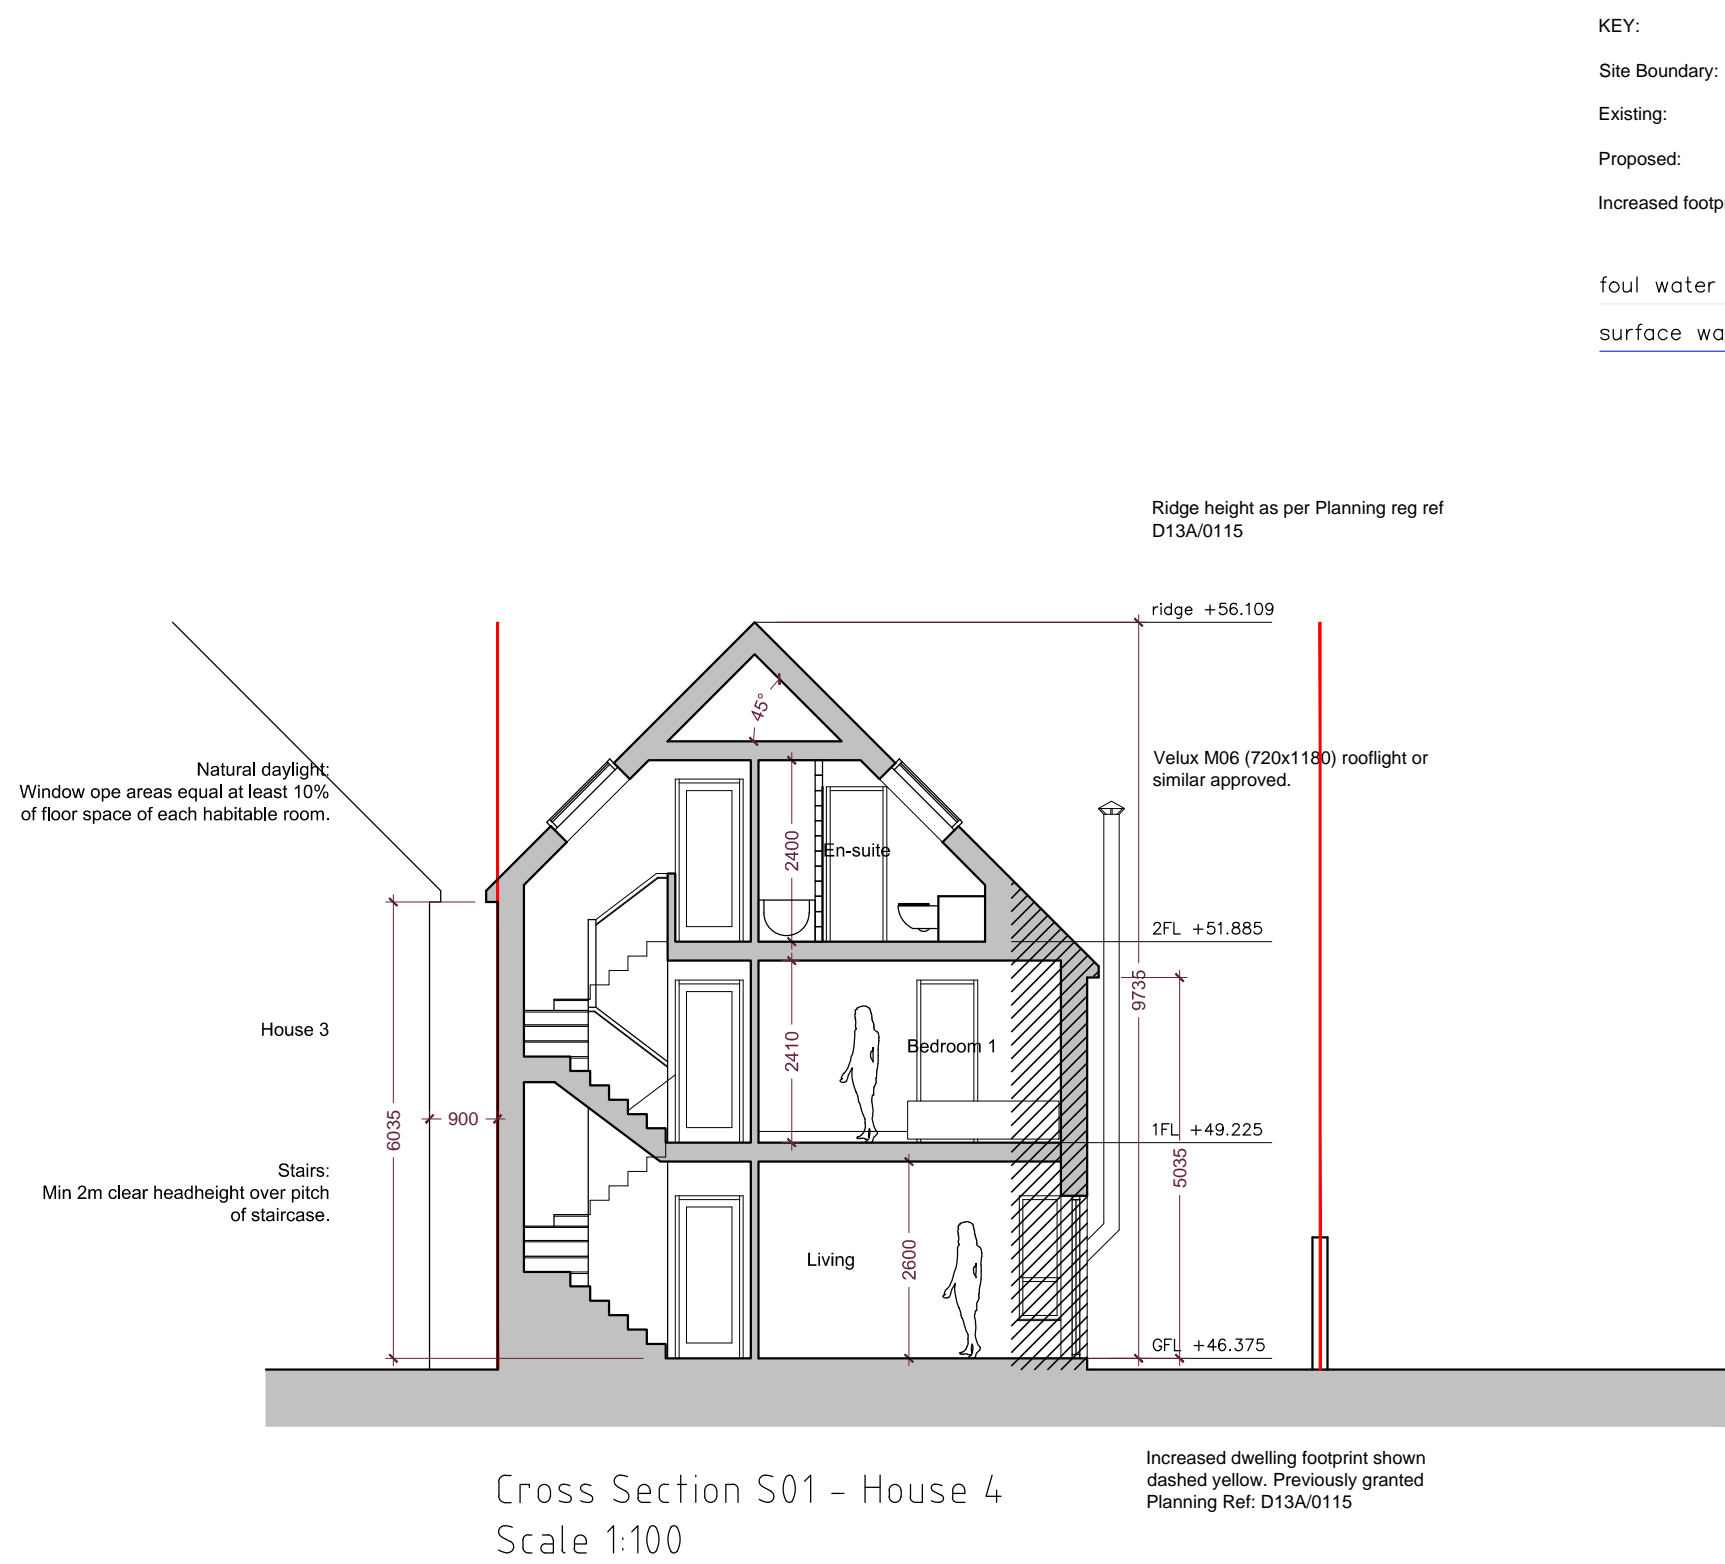 KEY:
Site Boundary:
Existing:
Proposed:
Increased footpr
foul water
surface wa
Ridge height as per Planning reg ref
D13A/0115
ridge +56.109
45°
Natural daylight:
Window ope areas equal at least 10%
of floor space of each habitable room.
Velux M06 (720x1180) rooflight or
similar approved.
2400
En-suite
2FL +51.885
9735
House 3
2410
Bedroom 1
6035
900
1FL +49.225
5035
Stairs:
Min 2m clear headheight over pitch
of staircase.
Living
2600
GFL +46.375
Increased dwelling footprint shown
dashed yellow. Previously granted
Planning Ref: D13A/0115
Cross Section S01 - House 4
Scale 1:100